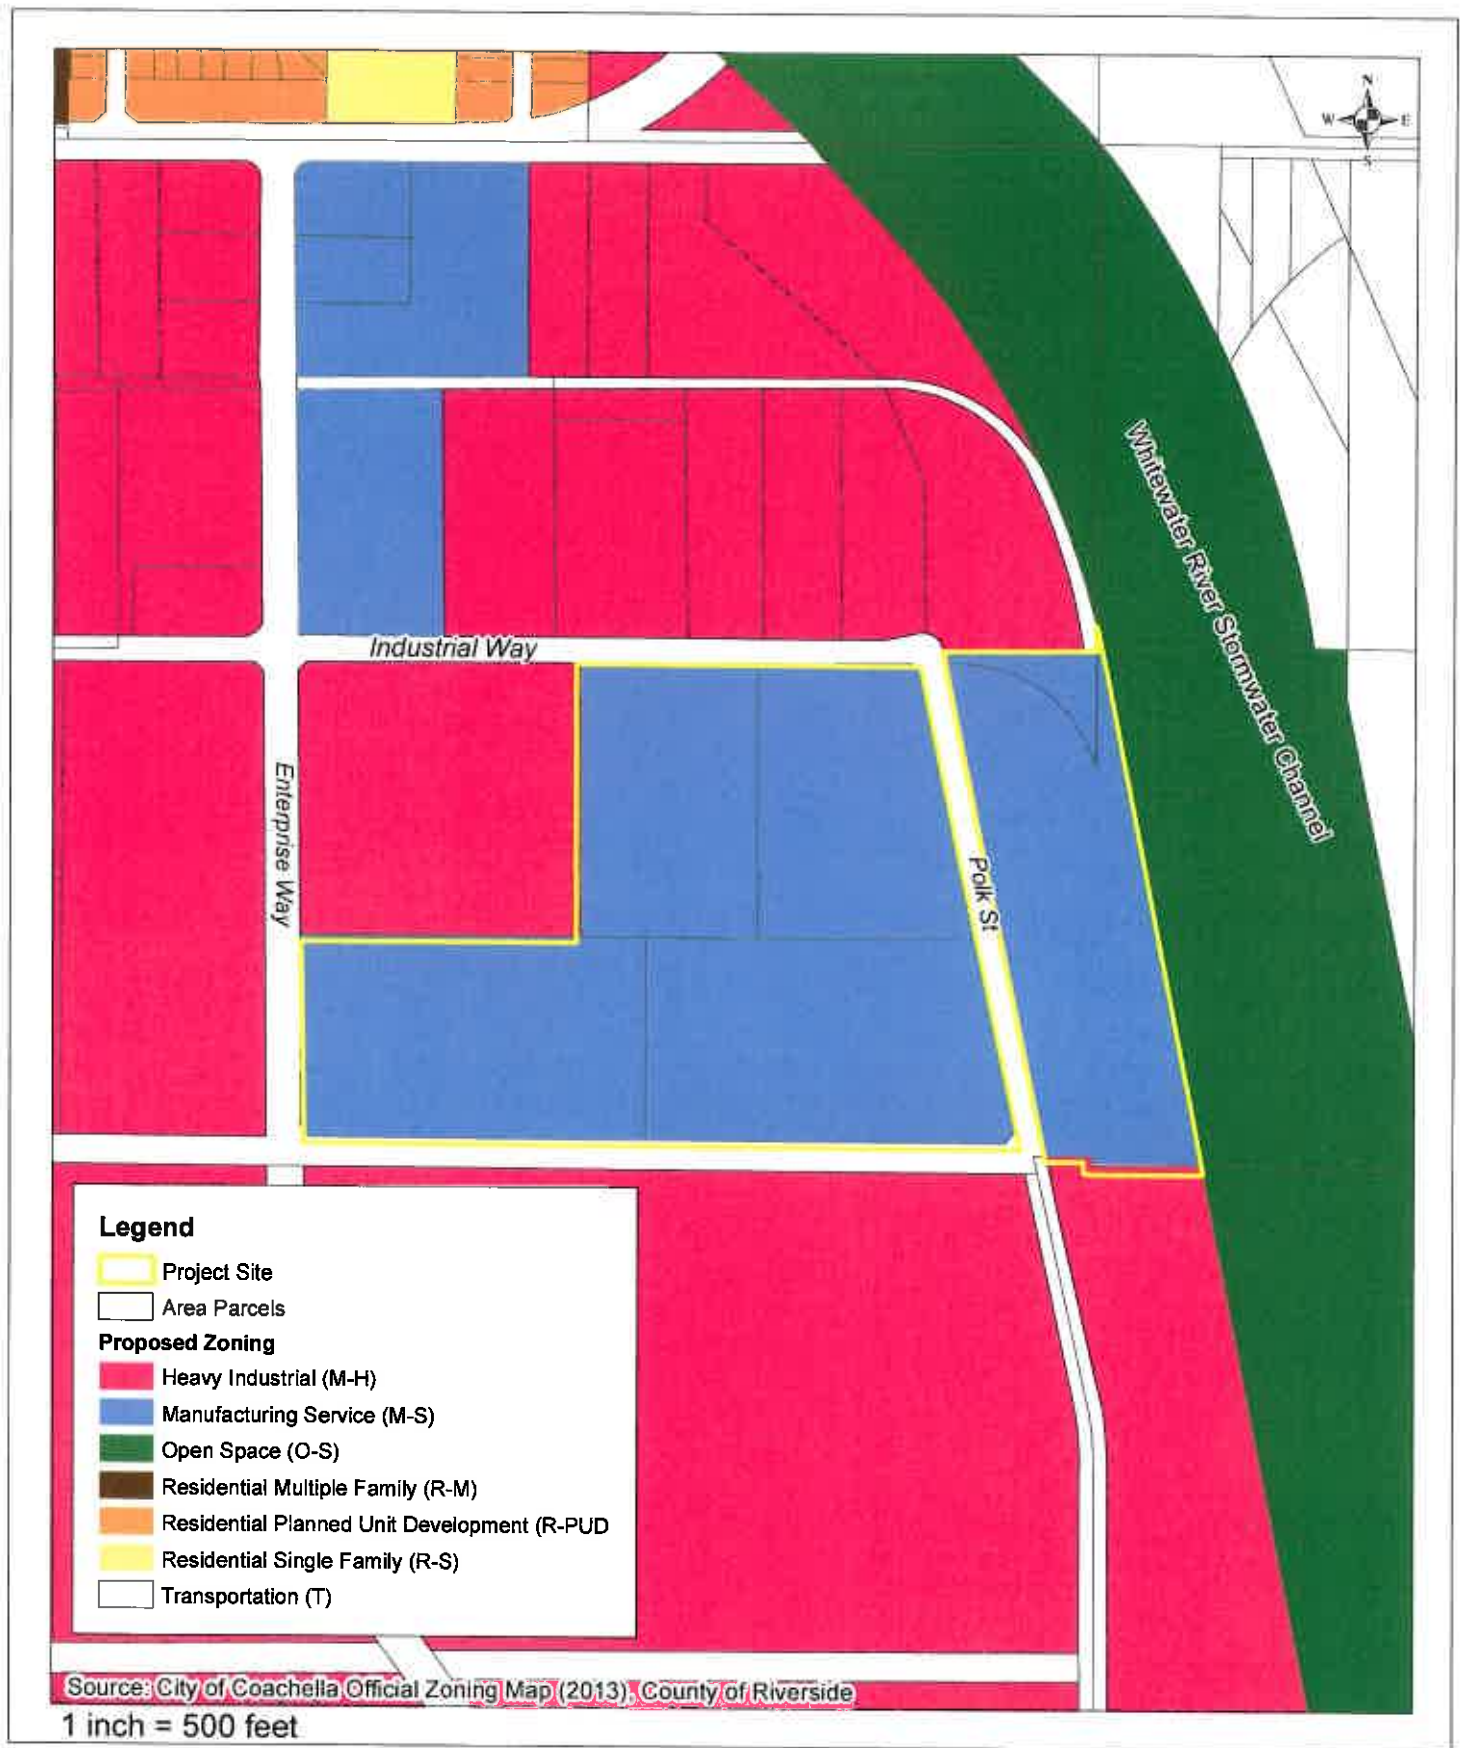 N
W E
S
Whitewater River Stormwater Channel
Industrial Way
Enterprise Way
Polk St
Legend
Project Site
Area Parcels
Proposed Zoning
Heavy Industrial (M-H)
Manufacturing Service (M-S)
Open Space (O-S)
Residential Multiple Family (R-M)
Residential Planned Unit Development (R-PUD
Residential Single Family (R-S)
Transportation (T)
Source: City of Coachella Official Zoning Map (2013), County of Riverside
1 inch = 500 feet